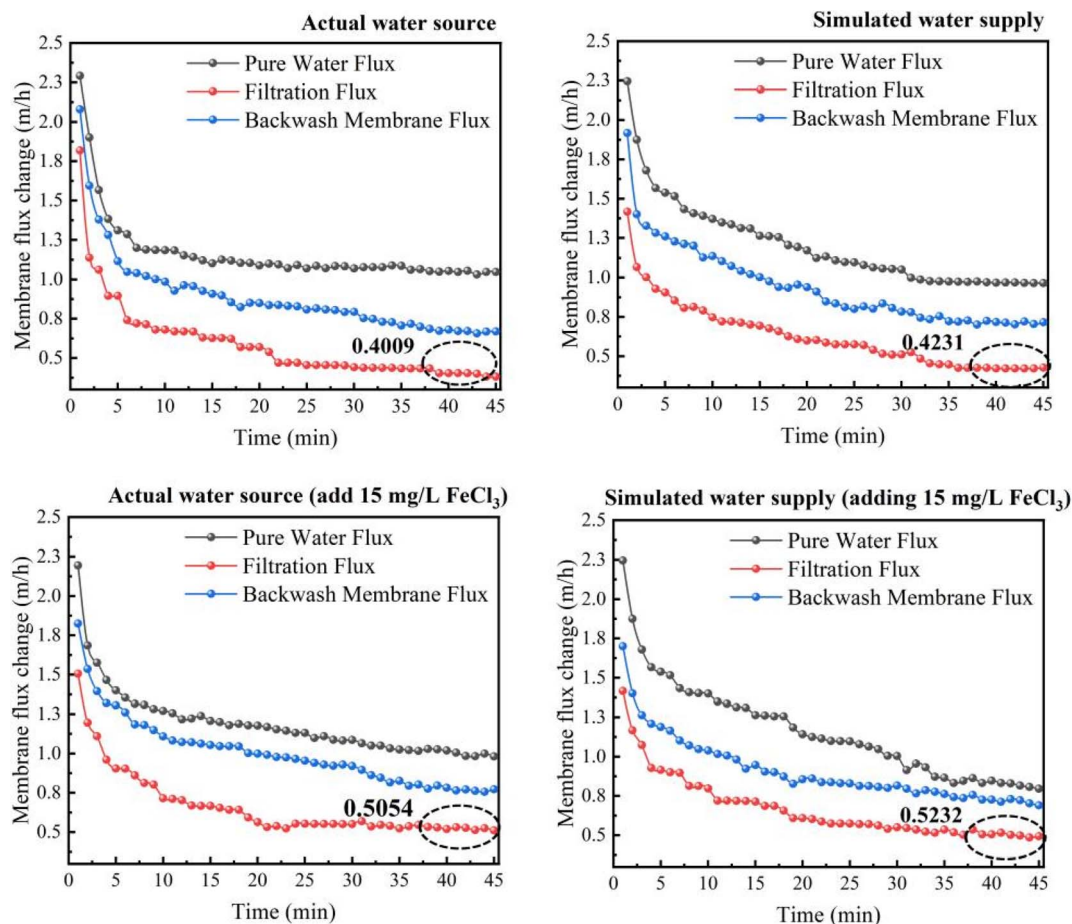 Actual water source
Membrane flux change (m/h)
2.5
2.3
2.0
1.8
1.5
1.3
1.0
0.8
0.5
Pure Water Flux
Filtration Flux
Backwash Membrane Flux
0.4009
0 5 10 15 20 25 30 35 40 45
Time (min)
Simulated water supply
Membrane flux change (m/h)
2.5
2.3
2.0
1.8
1.5
1.3
1.0
0.8
0.5
Pure Water Flux
Filtration Flux
Backwash Membrane Flux
0.4231
0 5 10 15 20 25 30 35 40 45
Time (min)
Actual water source (add 15 mg/L FeCl₃)
Membrane flux change (m/h)
2.5
2.3
2.0
1.8
1.5
1.3
1.0
0.8
0.5
Pure Water Flux
Filtration Flux
Backwash Membrane Flux
0.5054
0 5 10 15 20 25 30 35 40 45
Time (min)
Simulated water supply (adding 15 mg/L FeCl₃)
Membrane flux change (m/h)
2.5
2.3
2.0
1.8
1.5
1.3
1.0
0.8
0.5
Pure Water Flux
Filtration Flux
Backwash Membrane Flux
0.5232
0 5 10 15 20 25 30 35 40 45
Time (min)